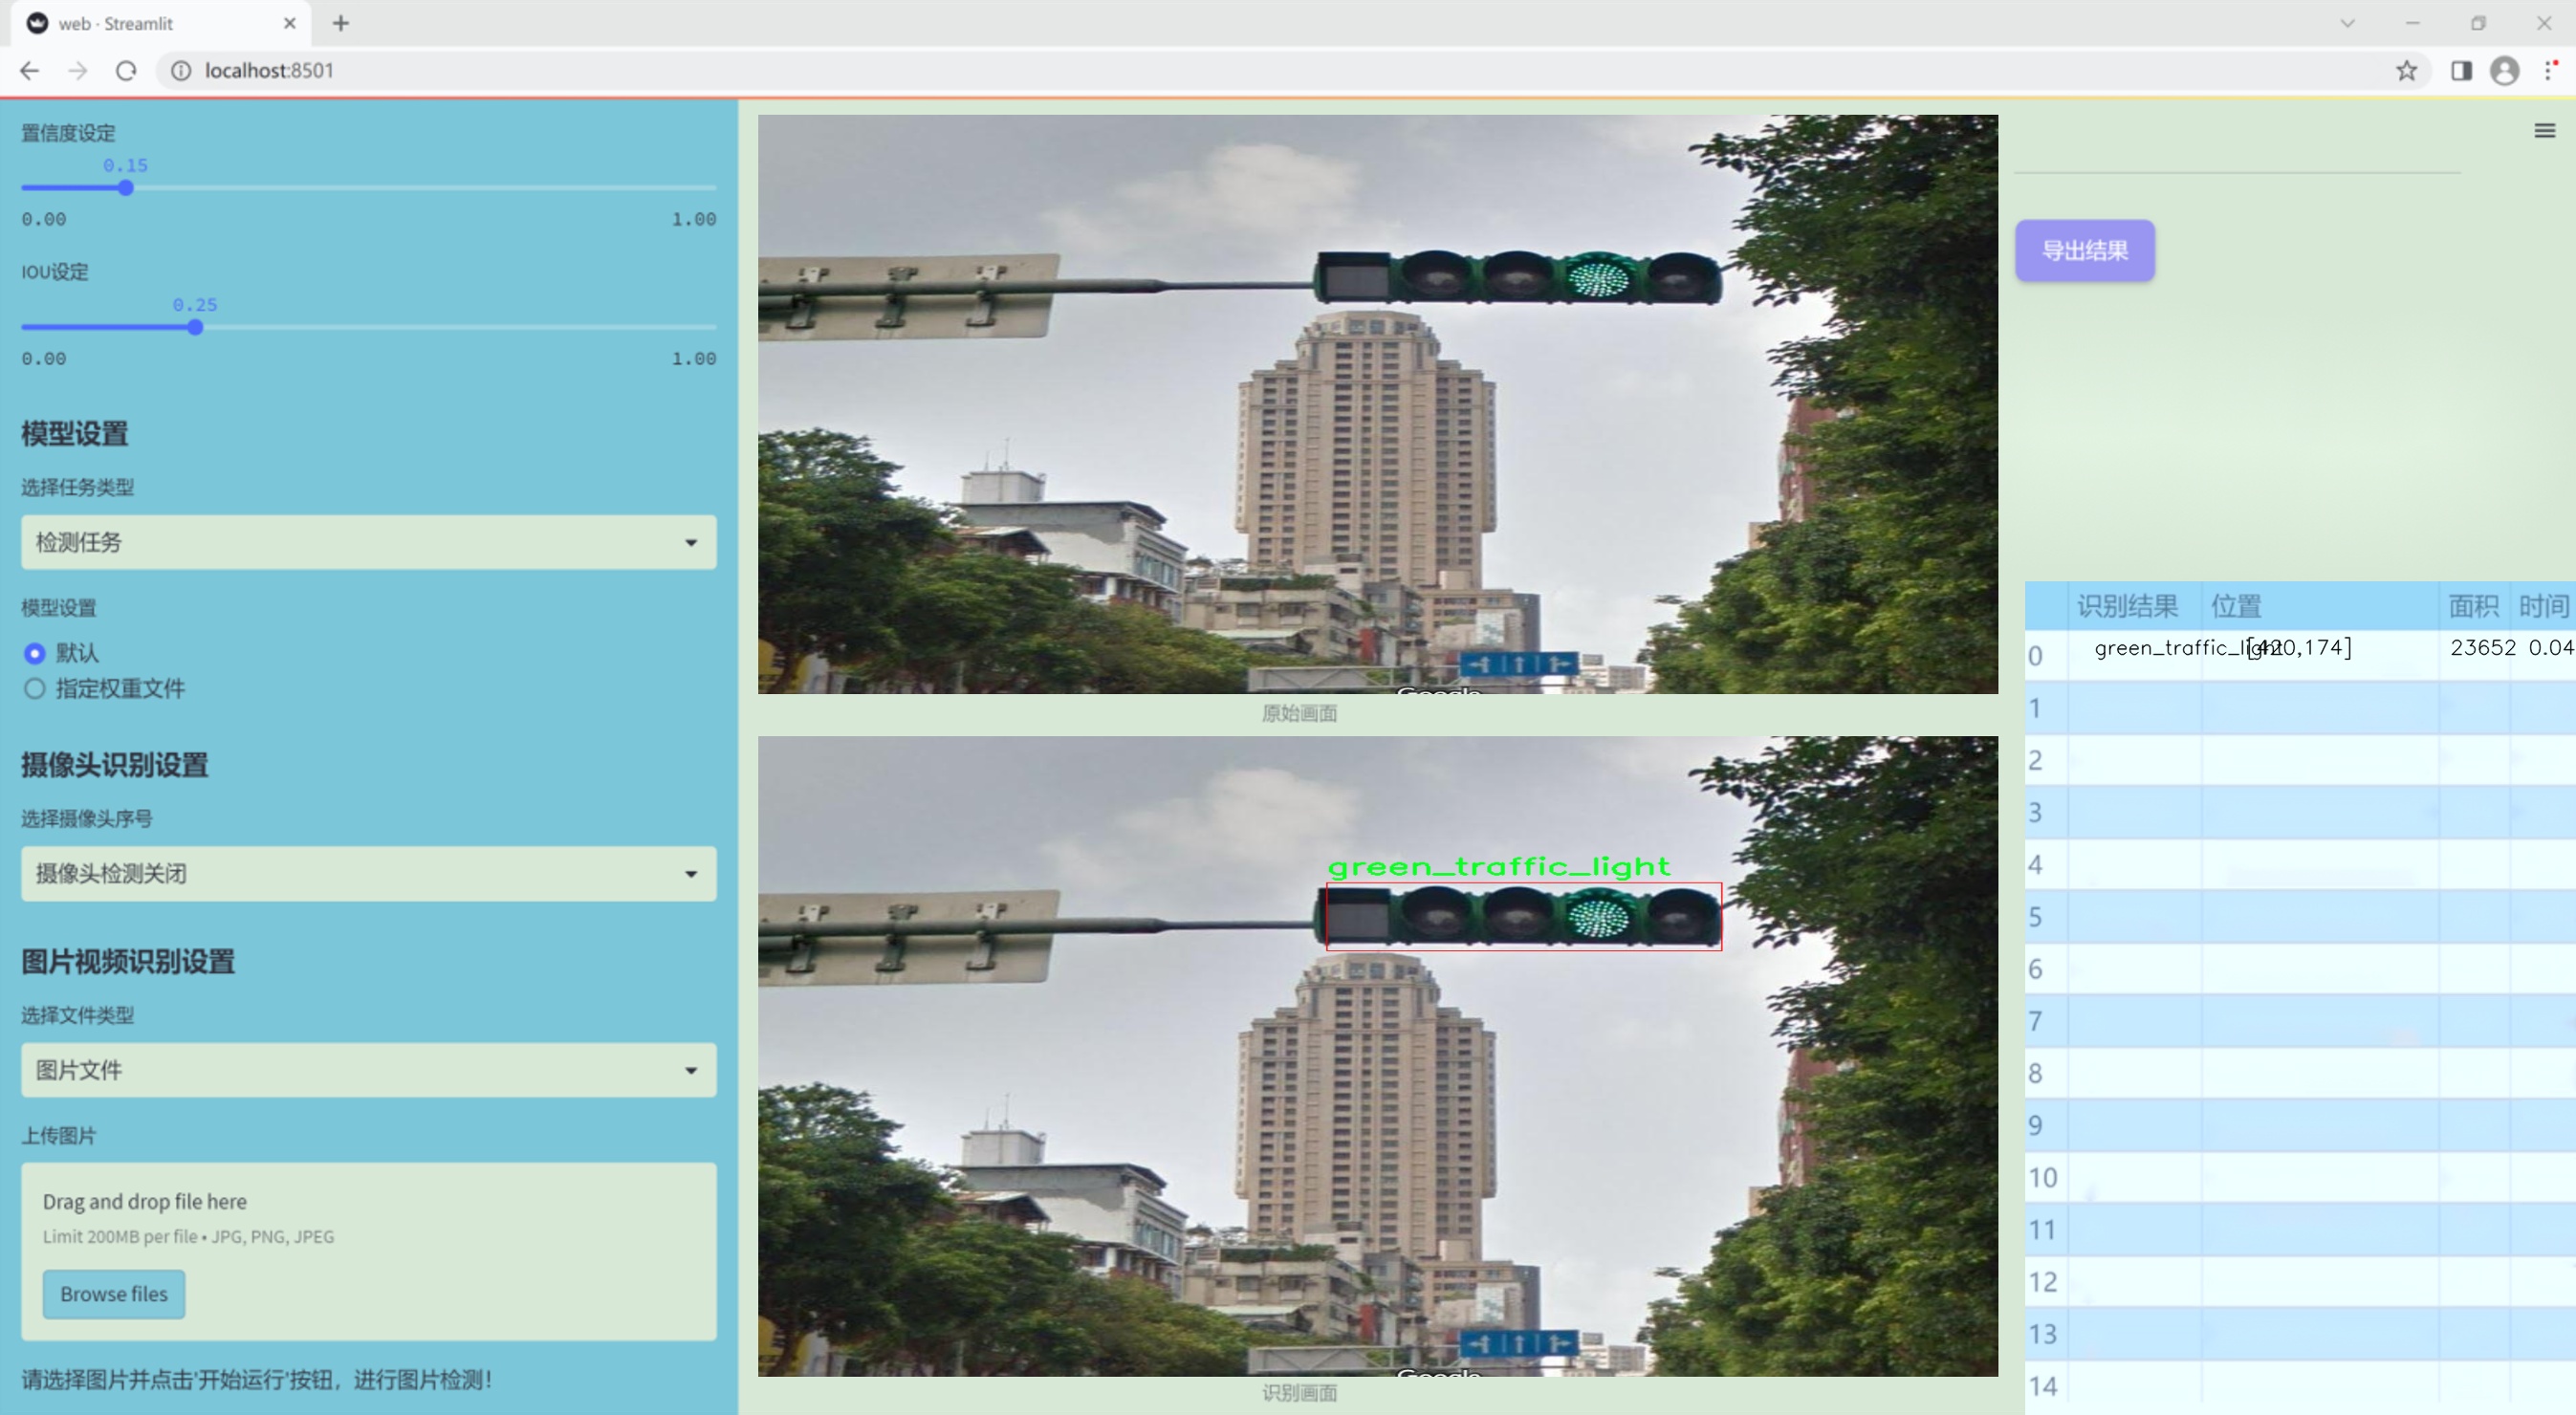 web · Streamlit
localhost:8501
置信度设定
0.15
0.00 1.00
IOU设定
0.25
0.00 1.00
模型设置
选择任务类型
检测任务
模型设置
默认
指定权重文件
摄像头识别设置
选择摄像头序号
摄像头检测关闭
图片视频识别设置
选择文件类型
图片文件
上传图片
Drag and drop file here
Limit 200MB per file • JPG, PNG, JPEG
Browse files
请选择图片并点击'开始运行'按钮，进行图片检测！
Google
原始画面
green_traffic_light
Google
识别画面
导出结果
识别结果 位置 面积 时间
0 green_traffic_light [420,174] 23652 0.04
1
2
3
4
5
6
7
8
9
10
11
12
13
14